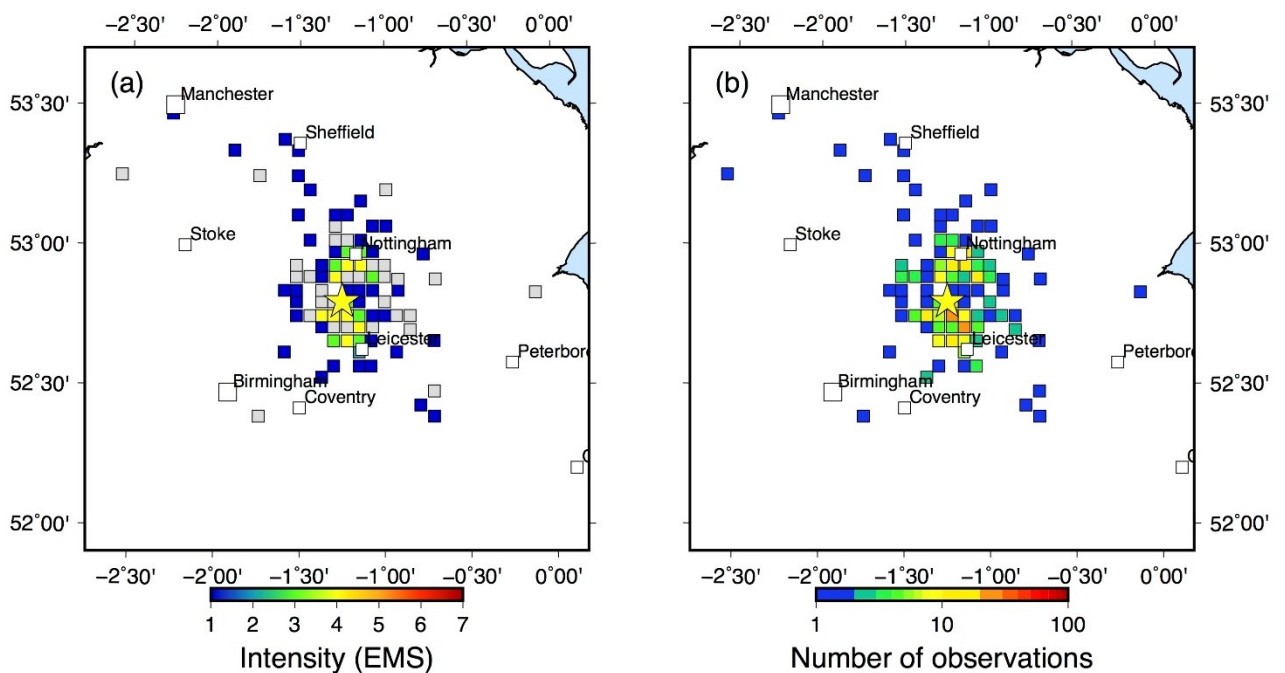 −2˚30' −2˚00' −1˚30' −1˚00' −0˚30' 0˚00'
(a)
Manchester
Sheffield
Stoke
Nottingham
Leicester
Peterboro
Birmingham
Coventry
53˚30'
53˚00'
52˚30'
52˚00'
−2˚30' −2˚00' −1˚30' −1˚00' −0˚30' 0˚00'
1 2 3 4 5 6 7
Intensity (EMS)
−2˚30' −2˚00' −1˚30' −1˚00' −0˚30' 0˚00'
(b)
Manchester
Sheffield
Stoke
Nottingham
Leicester
Peterboro
Birmingham
Coventry
53˚30'
53˚00'
52˚30'
52˚00'
−2˚30' −2˚00' −1˚30' −1˚00' −0˚30' 0˚00'
1 10 100
Number of observations